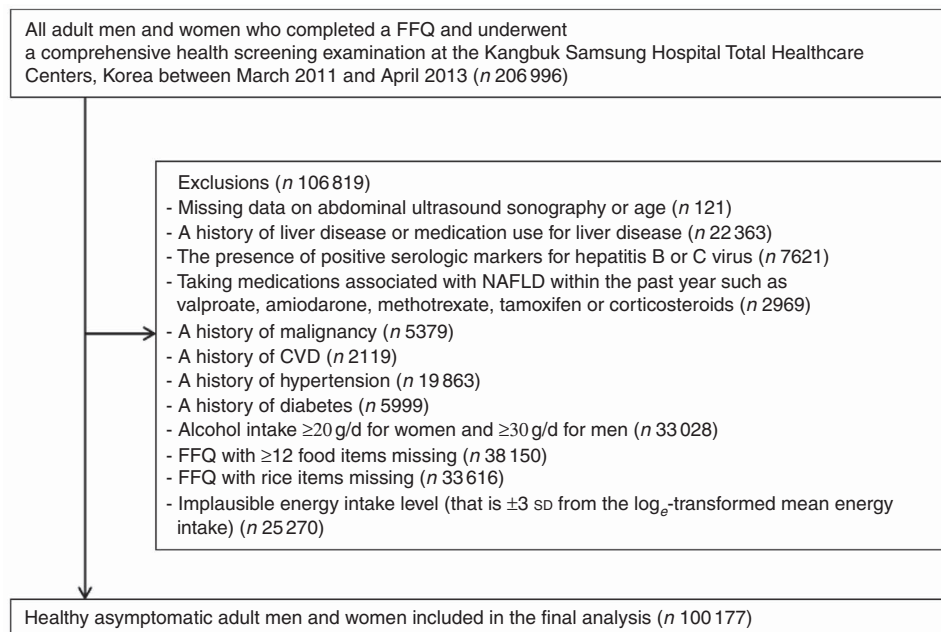 All adult men and women who completed a FFQ and underwent
a comprehensive health screening examination at the Kangbuk Samsung Hospital Total Healthcare
Centers, Korea between March 2011 and April 2013 (n 206 996)
Exclusions (n 106 819)
- Missing data on abdominal ultrasound sonography or age (n 121)
- A history of liver disease or medication use for liver disease (n 22 363)
- The presence of positive serologic markers for hepatitis B or C virus (n 7621)
- Taking medications associated with NAFLD within the past year such as
valproate, amiodarone, methotrexate, tamoxifen or corticosteroids (n 2969)
- A history of malignancy (n 5379)
- A history of CVD (n 2119)
- A history of hypertension (n 19 863)
- A history of diabetes (n 5999)
- Alcohol intake ≥20 g/d for women and ≥30 g/d for men (n 33 028)
- FFQ with ≥12 food items missing (n 38 150)
- FFQ with rice items missing (n 33 616)
- Implausible energy intake level (that is ±3 SD from the logₑ-transformed mean energy
intake) (n 25 270)
Healthy asymptomatic adult men and women included in the final analysis (n 100 177)